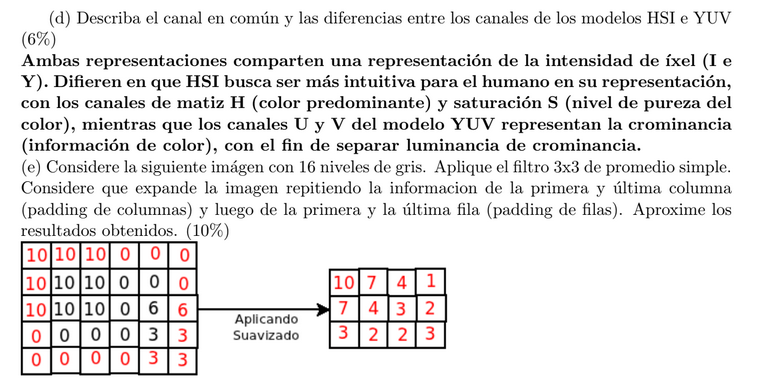 (d) Describa el canal en común y las diferencias entre los canales de los modelos HSI e YUV
(6%)
Ambas representaciones comparten una representación de la intensidad de íxel (I e
Y). Difieren en que HSI busca ser más intuitiva para el humano en su representación,
con los canales de matiz H (color predominante) y saturación S (nivel de pureza del
color), mientras que los canales U y V del modelo YUV representan la crominancia
(información de color), con el fin de separar luminancia de crominancia.
(e) Considere la siguiente imágen con 16 niveles de gris. Aplique el filtro 3x3 de promedio simple.
Considere que expande la imagen repitiendo la informacion de la primera y última columna
(padding de columnas) y luego de la primera y la última fila (padding de filas). Aproxime los
resultados obtenidos. (10%)
10 10 10 0 0 0
10 10 10 0 0 0
10 10 10 0 6 6
0 0 0 0 3 3
0 0 0 0 3 3
Aplicando
Suavizado
10 7 4 1
7 4 3 2
3 2 2 3